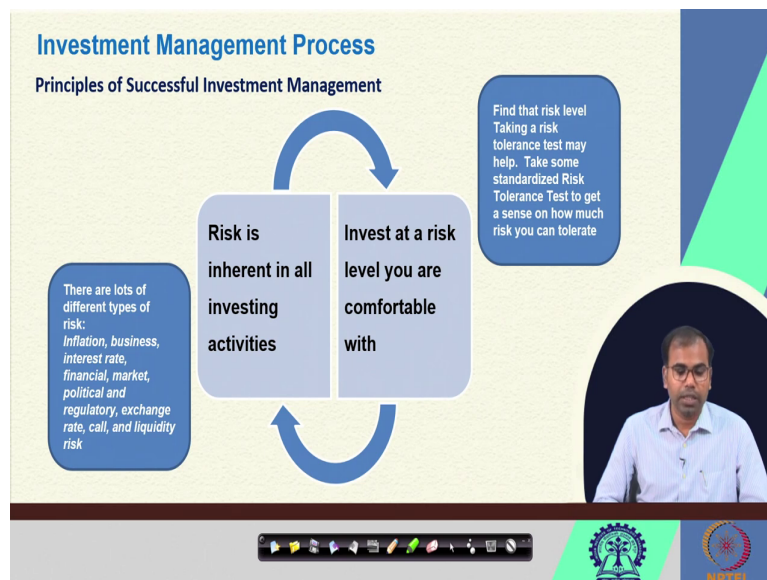 Investment Management Process
Principles of Successful Investment Management
Find that risk level
Taking a risk
tolerance test may
help. Take some
standardized Risk
Tolerance Test to get
a sense on how much
risk you can tolerate
Risk is
inherent in all
investing
activities
Invest at a risk
level you are
comfortable
with
There are lots of
different types of
risk:
Inflation, business,
interest rate,
financial, market,
political and
regulatory, exchange
rate, call, and liquidity
risk
NPTEL